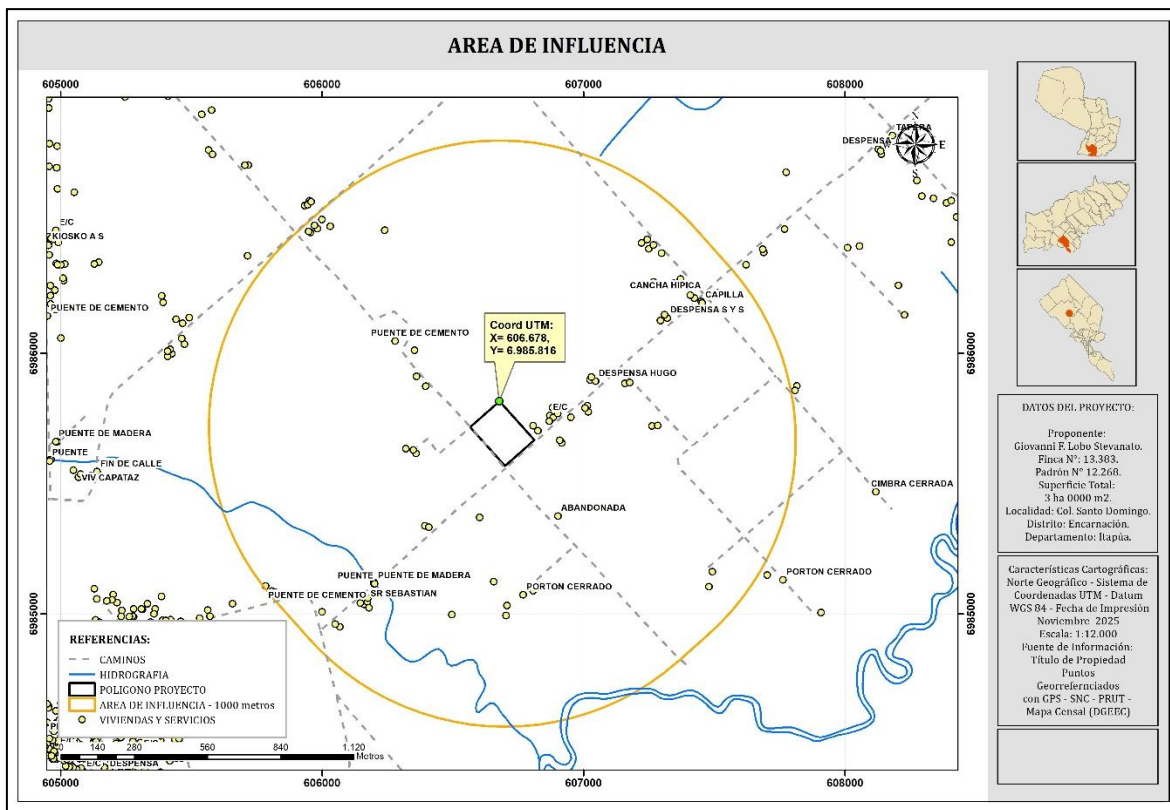 AREA DE INFLUENCIA
605000
606000
607000
608000
605000
606000
607000
608000
6986000
6985000
6986000
6985000
TAPERA
DESPENSA
N
E
S
E/C
KIOSKO A S
PUENTE DE CEMENTO
CANCHA HIPICA
CAPILLA
DESPENSA S Y S
Coord UTM:
X= 606.678,
Y= 6.985.816
PUENTE DE CEMENTO
DESPENSA HUGO
(E/C
PUENTE DE MADERA
PUENTE
FIN DE CALLE
VIV CAPATAZ
CIMBRA CERRADA
ABANDONADA
PUENTE
PUENTE DE MADERA
PUENTE DE CEMENTO
SR SEBASTIAN
PORTON CERRADO
PORTON CERRADO
REFERENCIAS:
CAMINOS
HIDROGRAFIA
POLIGONO PROYECTO
AREA DE INFLUENCIA - 1000 metros
VIVIENDAS Y SERVICIOS
0 140 280 560 840 1.120
Metros
E/C DESPENSA
DATOS DEL PROYECTO:
Proponente:
Giovanni F. Lobo Stevanato.
Finca N°: 13.383.
Padrón N° 12.268.
Superficie Total:
3 ha 0000 m2.
Localidad: Col. Santo Domingo.
Distrito: Encarnación.
Departamento: Itapúa.
Características Cartográficas:
Norte Geográfico - Sistema de
Coordenadas UTM - Datum
WGS 84 - Fecha de Impresión
Noviembre 2025
Escala: 1:12.000
Fuente de Información:
Título de Propiedad
Puntos
Georrefernciados
con GPS - SNC - PRUT -
Mapa Censal (DGEEC)